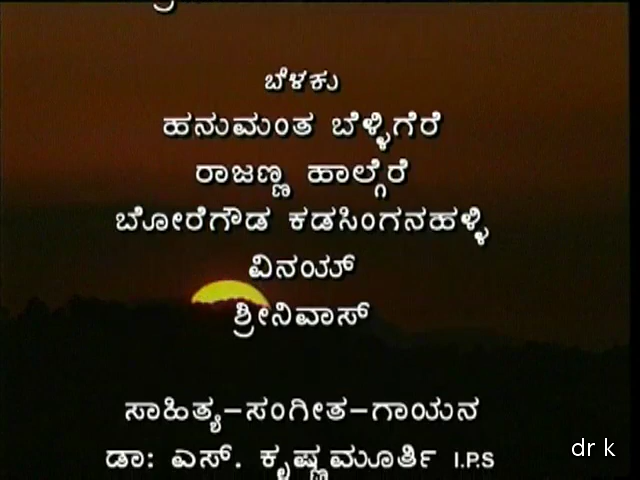 ಬೆಳಕು
ಹನುಮಂತ ಬೆಳ್ಳಿಗೆರೆ
ರಾಜಣ್ಣ ಹಾಲ್ಗೆರೆ
ಬೋರೆಗೌಡ ಕಡಸಿಂಗನಹಳ್ಳಿ
ವಿನಯ್
ಶ್ರೀನಿವಾಸ್
ಸಾಹಿತ್ಯ-ಸಂಗೀತ-ಗಾಯನ
ಡಾ: ಎಸ್. ಕೃಷ್ಣಮೂರ್ತಿ I.P.S
dr k